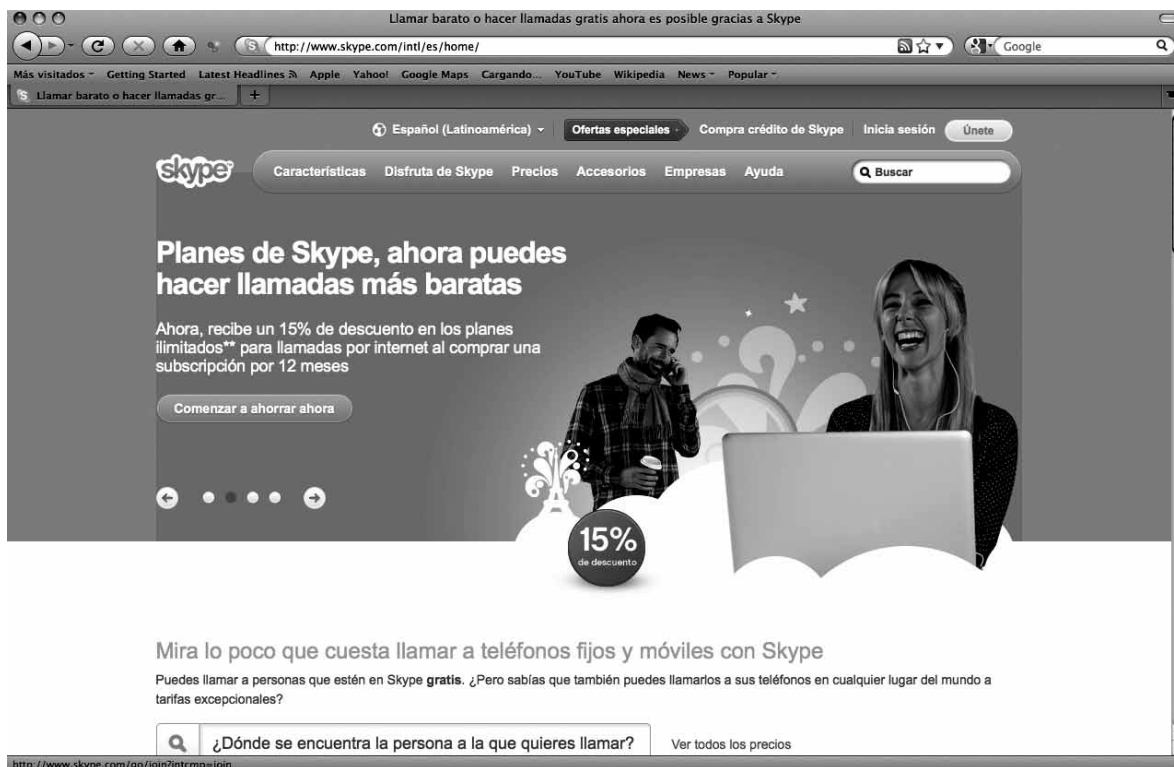 Llamar barato o hacer llamadas gratis ahora es posible gracias a Skype
http://www.skype.com/intl/es/home/
Google
Más visitados Getting Started Latest Headlines Apple Yahoo! Google Maps Cargando... YouTube Wikipedia News Popular
Llamar barato o hacer llamadas gr...
Español (Latinoamérica) Ofertas especiales Compra crédito de Skype Inicia sesión Únete
skype
Características Disfruta de Skype Precios Accesorios Empresas Ayuda Buscar
Planes de Skype, ahora puedes
hacer llamadas más baratas
Ahora, recibe un 15% de descuento en los planes
ilimitados** para llamadas por internet al comprar una
subscripción por 12 meses
Comenzar a ahorrar ahora
15%
de descuento
Mira lo poco que cuesta llamar a teléfonos fijos y móviles con Skype
Puedes llamar a personas que estén en Skype gratis. ¿Pero sabías que también puedes llamarlos a sus teléfonos en cualquier lugar del mundo a
tarifas excepcionales?
¿Dónde se encuentra la persona a la que quieres llamar? Ver todos los precios
http://www.skype.com/go/join?intcmp=join